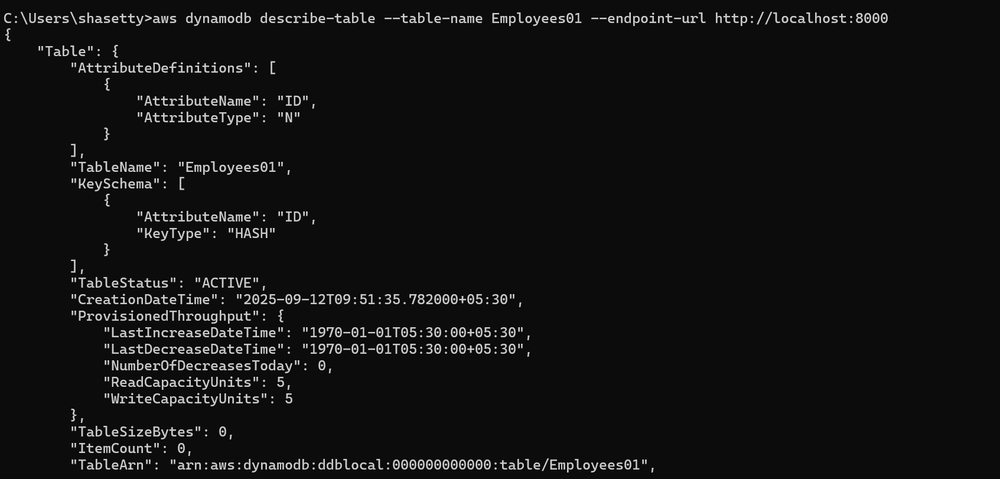 C:\Users\shasetty>aws dynamodb describe-table --table-name Employees01 --endpoint-url http://localhost:8000
{
    "Table": {
        "AttributeDefinitions": [
            {
                "AttributeName": "ID",
                "AttributeType": "N"
            }
        ],
        "TableName": "Employees01",
        "KeySchema": [
            {
                "AttributeName": "ID",
                "KeyType": "HASH"
            }
        ],
        "TableStatus": "ACTIVE",
        "CreationDateTime": "2025-09-12T09:51:35.782000+05:30",
        "ProvisionedThroughput": {
            "LastIncreaseDateTime": "1970-01-01T05:30:00+05:30",
            "LastDecreaseDateTime": "1970-01-01T05:30:00+05:30",
            "NumberOfDecreasesToday": 0,
            "ReadCapacityUnits": 5,
            "WriteCapacityUnits": 5
        },
        "TableSizeBytes": 0,
        "ItemCount": 0,
        "TableArn": "arn:aws:dynamodb:ddblocal:000000000000:table/Employees01",